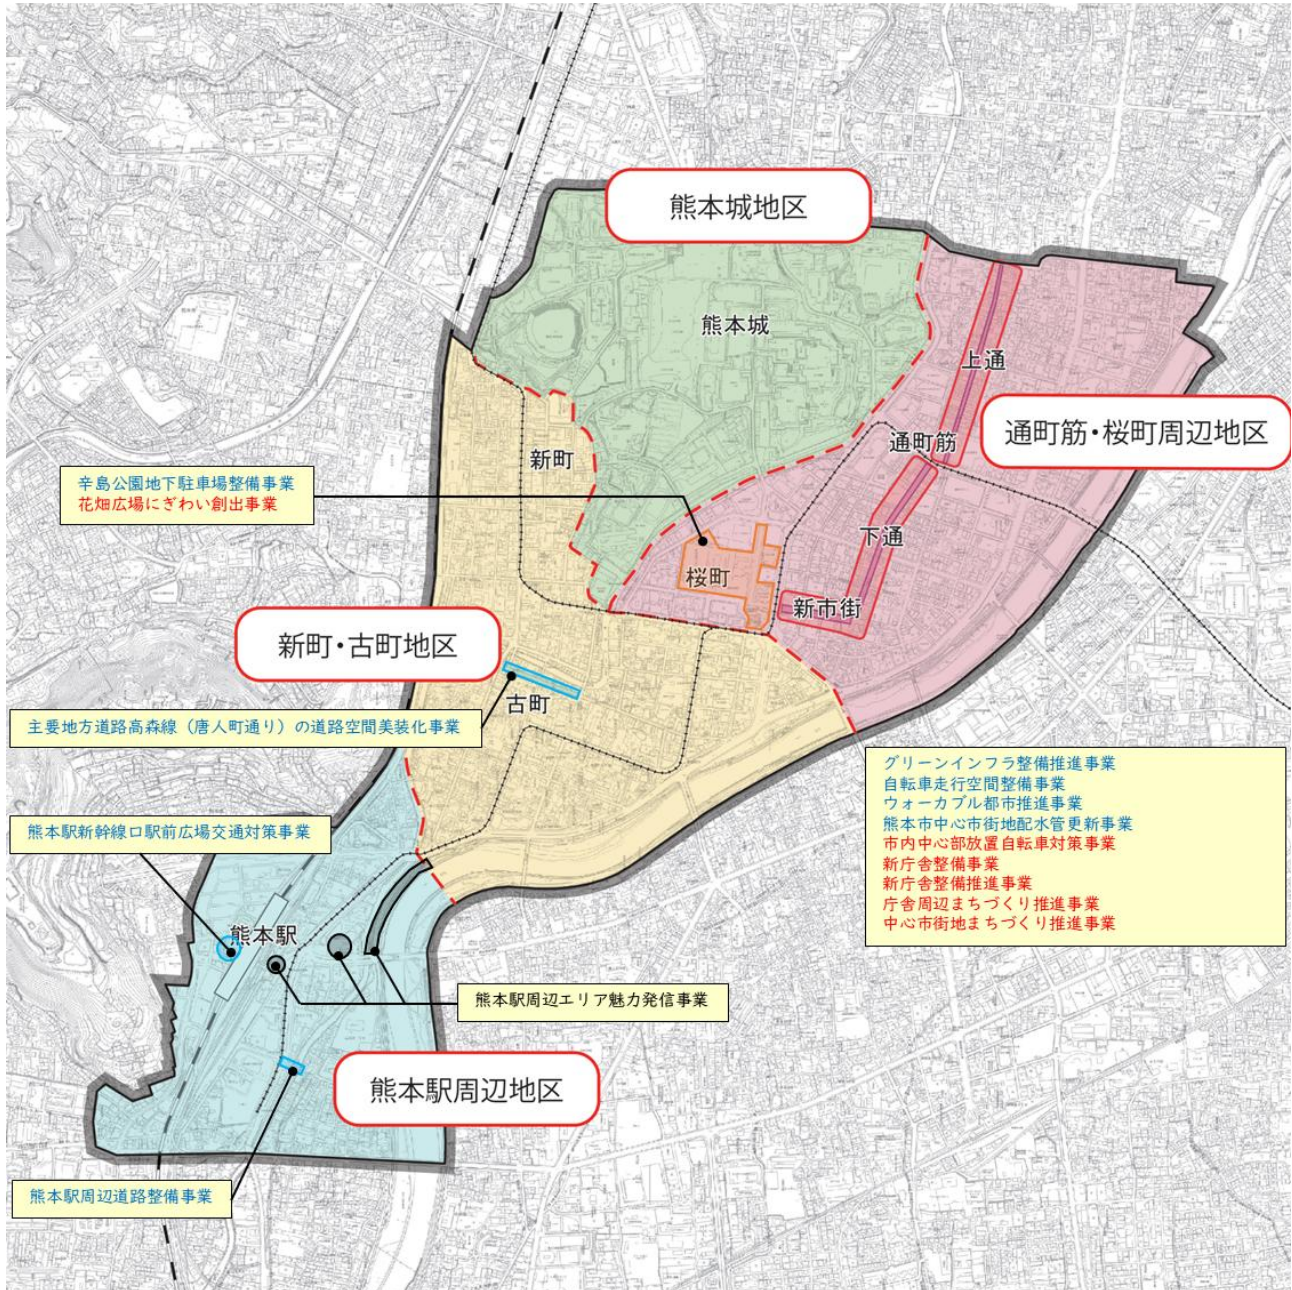 熊本城地区
熊本城
上通
通町筋・桜町周辺地区
通町筋
新町
辛島公園地下駐車場整備事業
花畑広場にぎわい創出事業
下通
桜町
新市街
新町・古町地区
古町
主要地方道路高森線（唐人町通り）の道路空間美装化事業
グリーンインフラ整備推進事業
自転車走行空間整備事業
ウォーカブル都市推進事業
熊本市中心市街地配水管更新事業
市内中心部放置自転車対策事業
新庁舎整備事業
新庁舎整備推進事業
庁舎周辺まちづくり推進事業
中心市街地まちづくり推進事業
熊本駅新幹線口駅前広場交通対策事業
熊本駅
熊本駅周辺エリア魅力発信事業
熊本駅周辺地区
熊本駅周辺道路整備事業